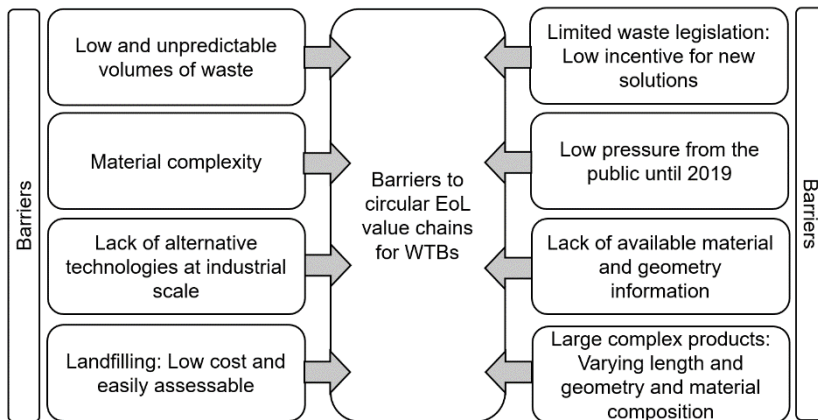 Barriers
Low and unpredictable
volumes of waste
Material complexity
Lack of alternative
technologies at industrial
scale
Landfilling: Low cost and
easily assessable
Barriers to
circular EoL
value chains
for WTBs
Limited waste legislation:
Low incentive for new
solutions
Low pressure from the
public until 2019
Lack of available material
and geometry
information
Large complex products:
Varying length and
geometry and material
composition
Barriers